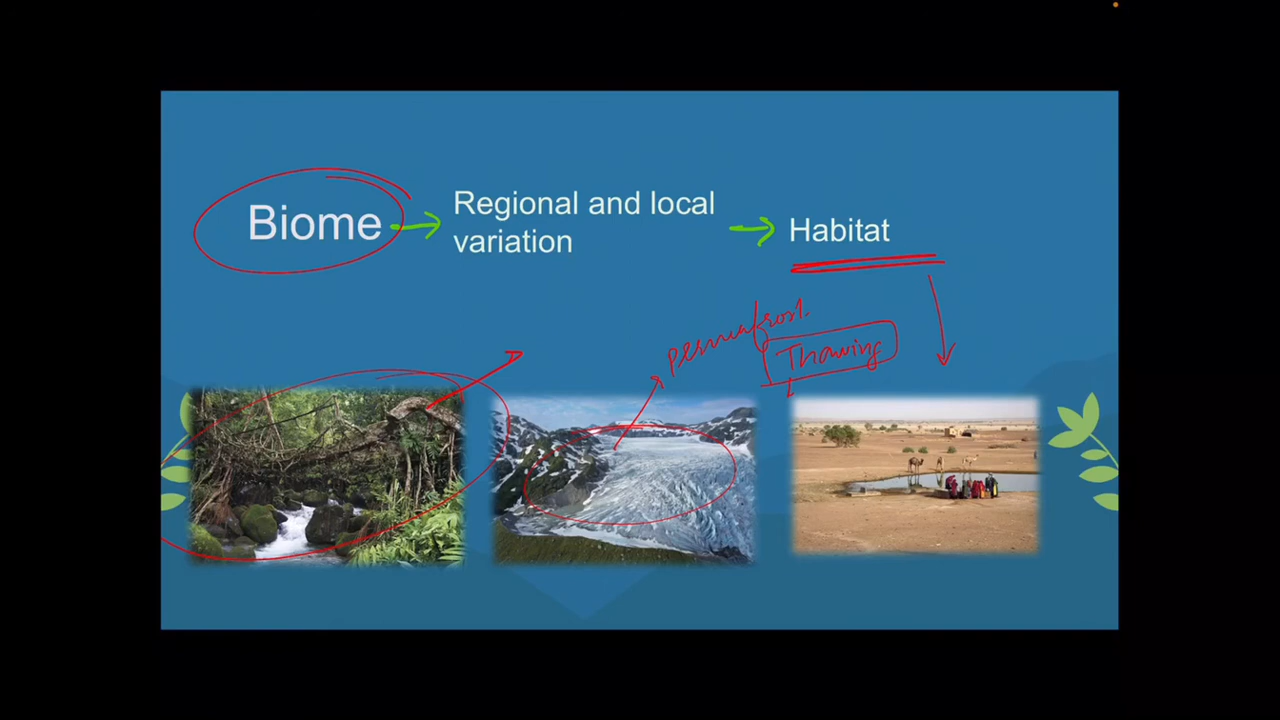 Biome
Regional and local
variation
Habitat
permafrost.
Thawing